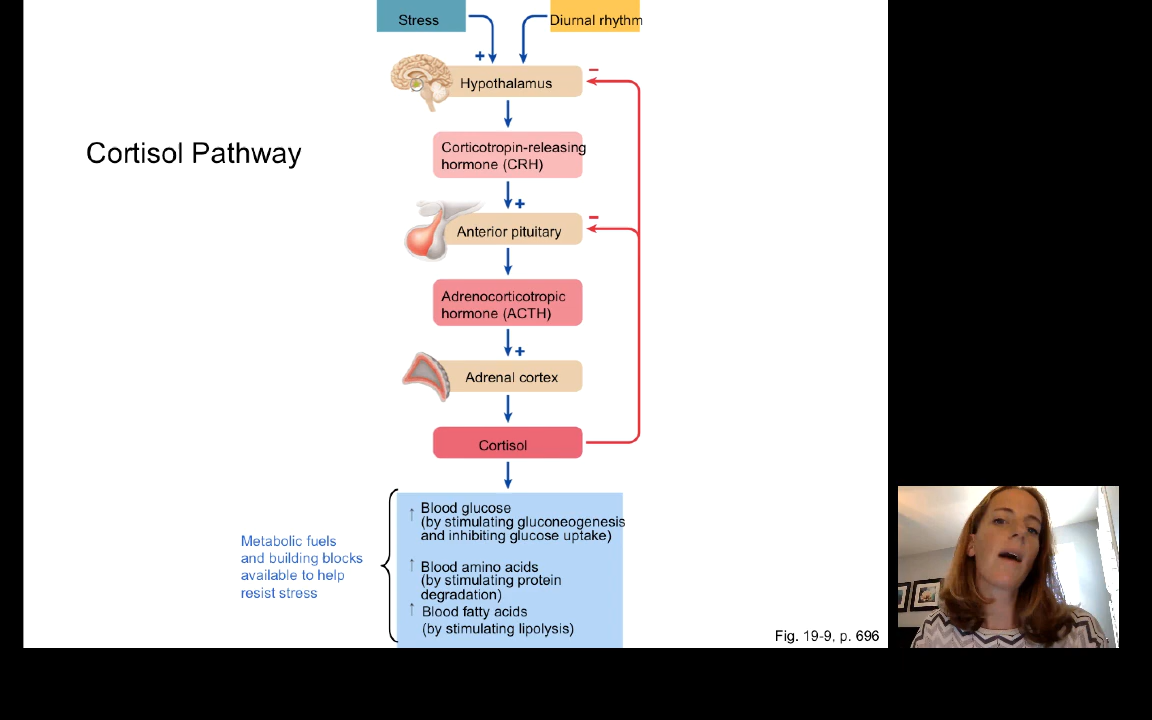 Stress
Diurnal rhythm
+
−
Hypothalamus
Cortisol Pathway
Corticotropin-releasing
hormone (CRH)
+
−
Anterior pituitary
Adrenocorticotropic
hormone (ACTH)
+
Adrenal cortex
Cortisol
↑ Blood glucose
(by stimulating gluconeogenesis
and inhibiting glucose uptake)
↑ Blood amino acids
(by stimulating protein
degradation)
↑ Blood fatty acids
(by stimulating lipolysis)
Metabolic fuels
and building blocks
available to help
resist stress
Fig. 19-9, p. 696